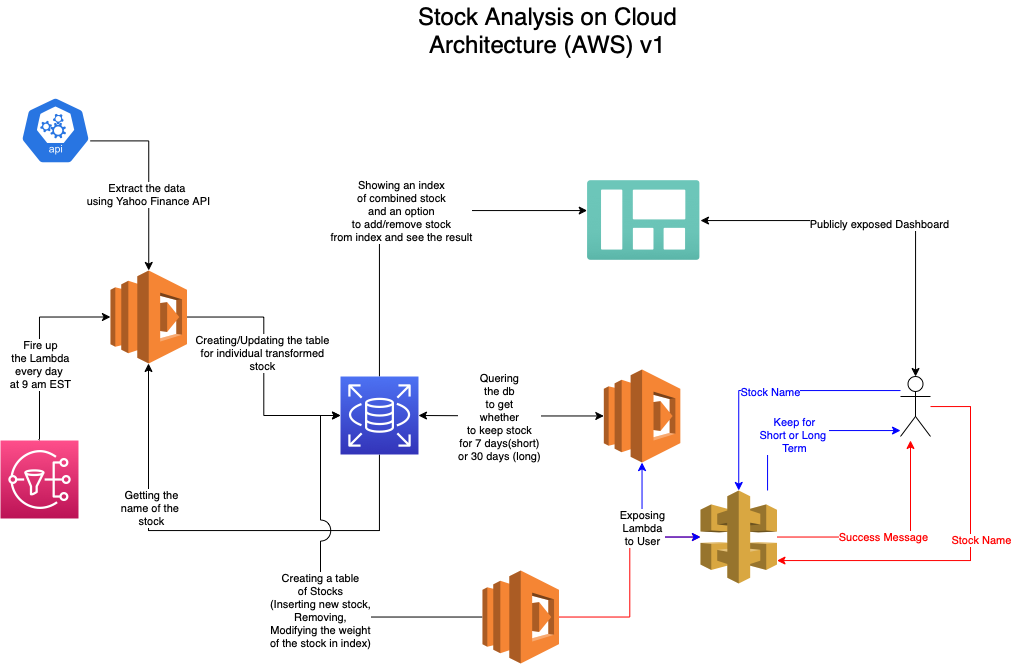 Stock Analysis on Cloud
Architecture (AWS) v1
api
Extract the data
using Yahoo Finance API
Showing an index
of combined stock
and an option
to add/remove stock
from index and see the result
Publicly exposed Dashboard
Fire up
the Lambda
every day
at 9 am EST
Creating/Updating the table
for individual transformed
stock
Quering
the db
to get
whether
to keep stock
for 7 days(short)
or 30 days (long)
Stock Name
Keep for
Short or Long
Term
Getting the
name of the
stock
Exposing
Lambda
to User
Success Message
Stock Name
Creating a table
of Stocks
(Inserting new stock,
Removing,
Modifying the weight
of the stock in index)